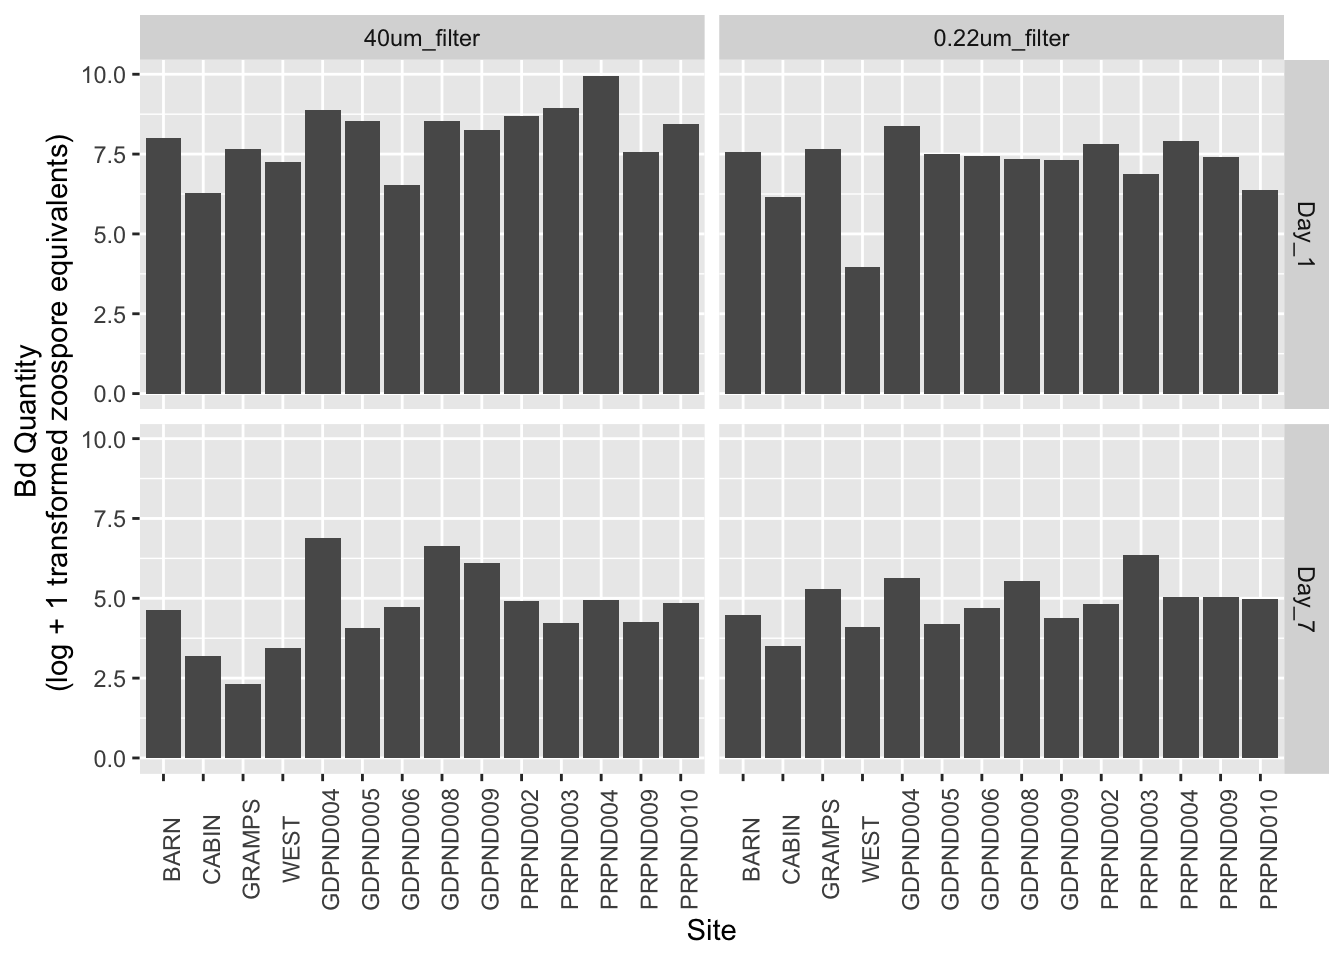 40um_filter
0.22um_filter
Bd Quantity
(log + 1 transformed zoospore equivalents)
10.0
7.5
5.0
2.5
0.0
Day_1
10.0
7.5
5.0
2.5
0.0
Day_7
BARN
CABIN
GRAMPS
WEST
GDPND004
GDPND005
GDPND006
GDPND008
GDPND009
PRPND002
PRPND003
PRPND004
PRPND009
PRPND010
BARN
CABIN
GRAMPS
WEST
GDPND004
GDPND005
GDPND006
GDPND008
GDPND009
PRPND002
PRPND003
PRPND004
PRPND009
PRPND010
Site